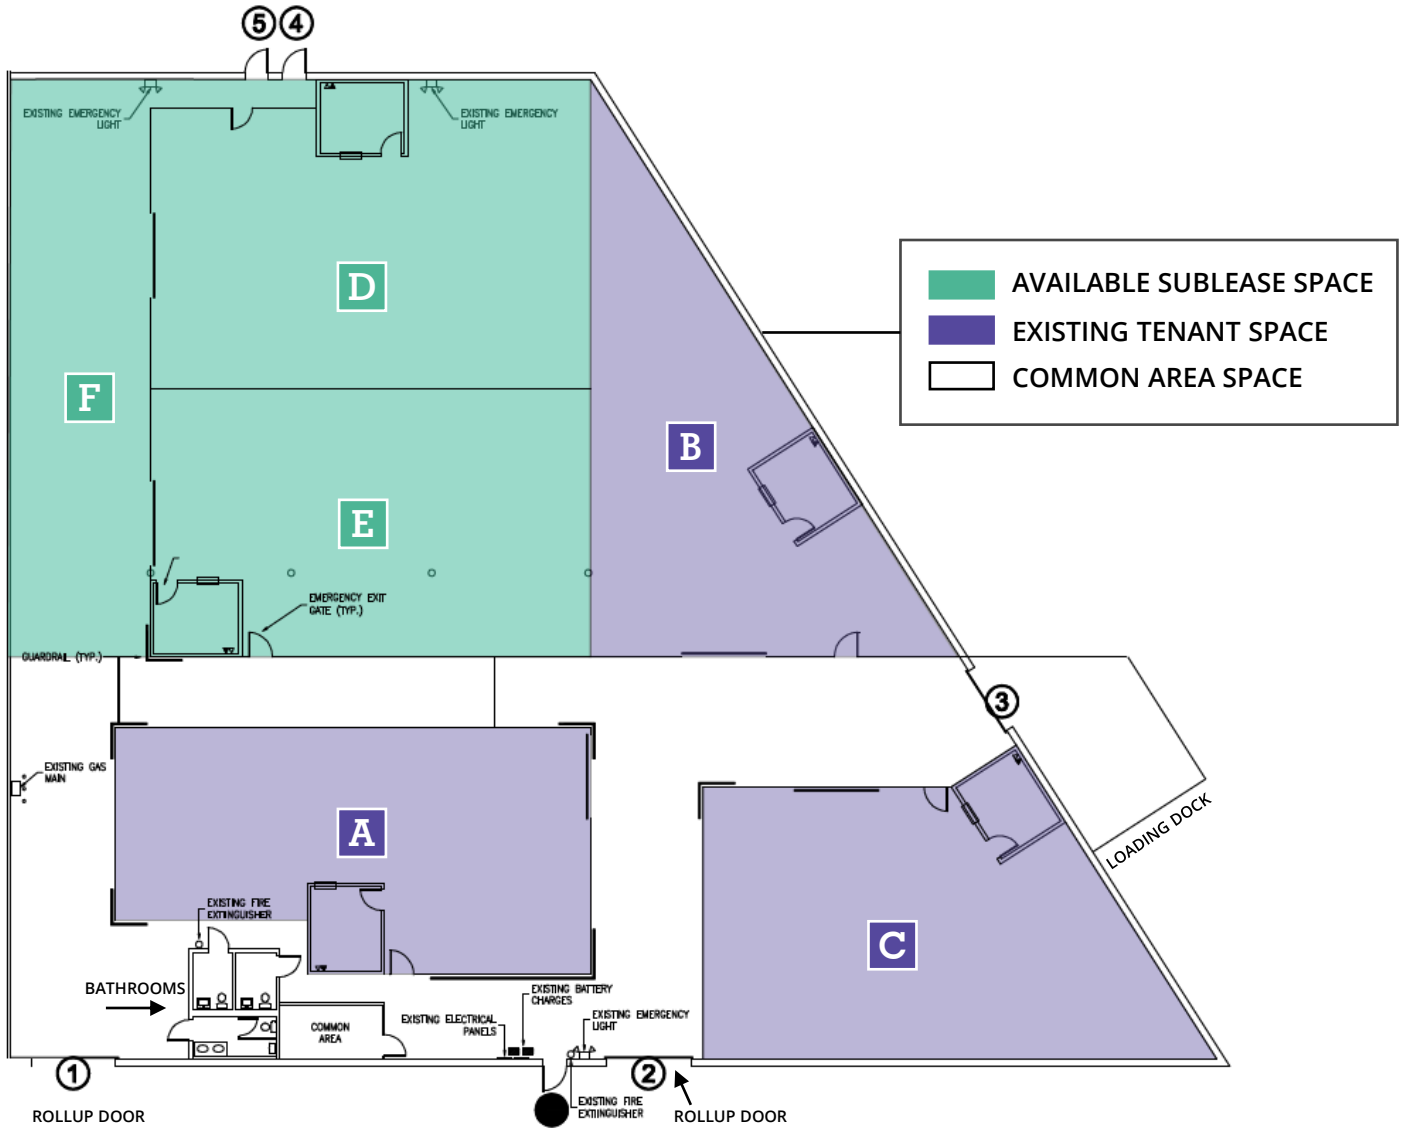 5 4
EXISTING EMERGENCY
LIGHT
EXISTING EMERGENCY
LIGHT
D
AVAILABLE SUBLEASE SPACE
EXISTING TENANT SPACE
COMMON AREA SPACE
F
B
E
EMERGENCY EXIT
GATE (TYP.)
GUARDRAIL (TYP.)
3
EXISTING GAS
MAIN
A
LOADING DOCK
EXISTING FIRE
EXTINGUISHER
C
BATHROOMS
EXISTING BATTERY
CHARGES
EXISTING ELECTRICAL
PANELS
EXISTING EMERGENCY
LIGHT
COMMON
AREA
1
2
EXISTING FIRE
EXTINGUISHER
ROLLUP DOOR
ROLLUP DOOR